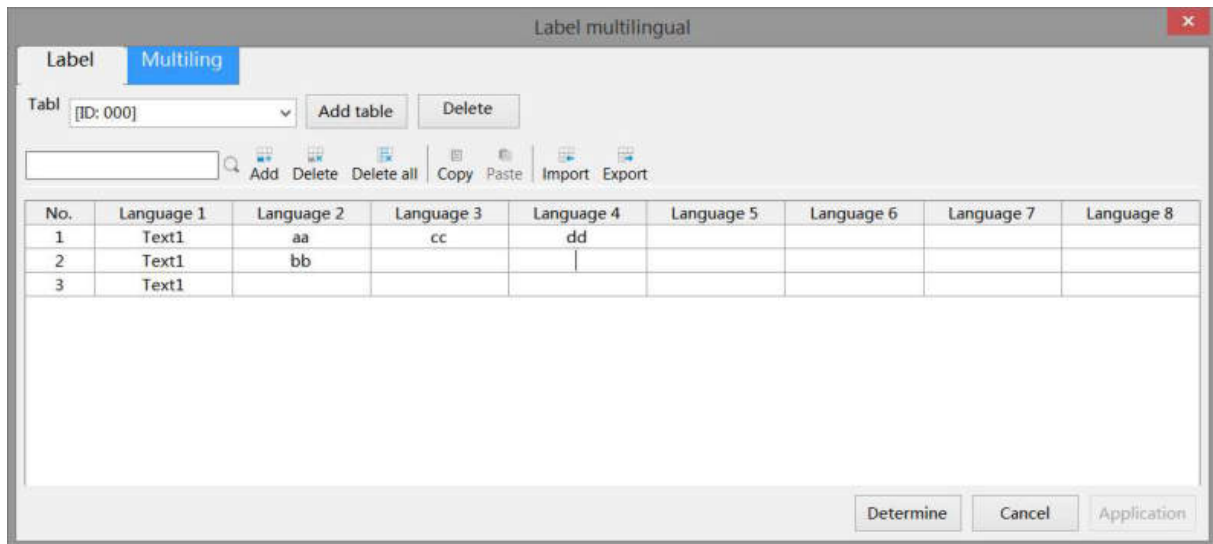 Label multilingual
Label Multiling
Tabl [ID: 000] Add table Delete
Add Delete Delete all Copy Paste Import Export
No. Language 1 Language 2 Language 3 Language 4 Language 5 Language 6 Language 7 Language 8
1 Text1 aa cc dd
2 Text1 bb
3 Text1
Determine Cancel Application